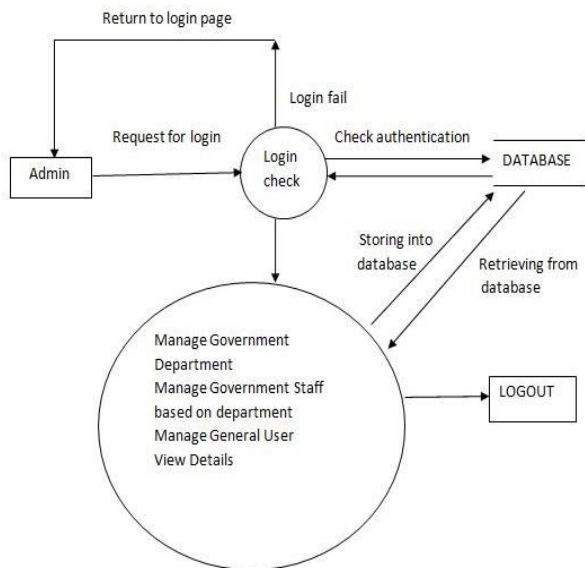 Return to login page
Login fail
Request for login
Check authentication
Admin
Login
check
DATABASE
Storing into
database
Retrieving from
database
Manage Government
Department
Manage Government Staff
based on department
Manage General User
View Details
LOGOUT